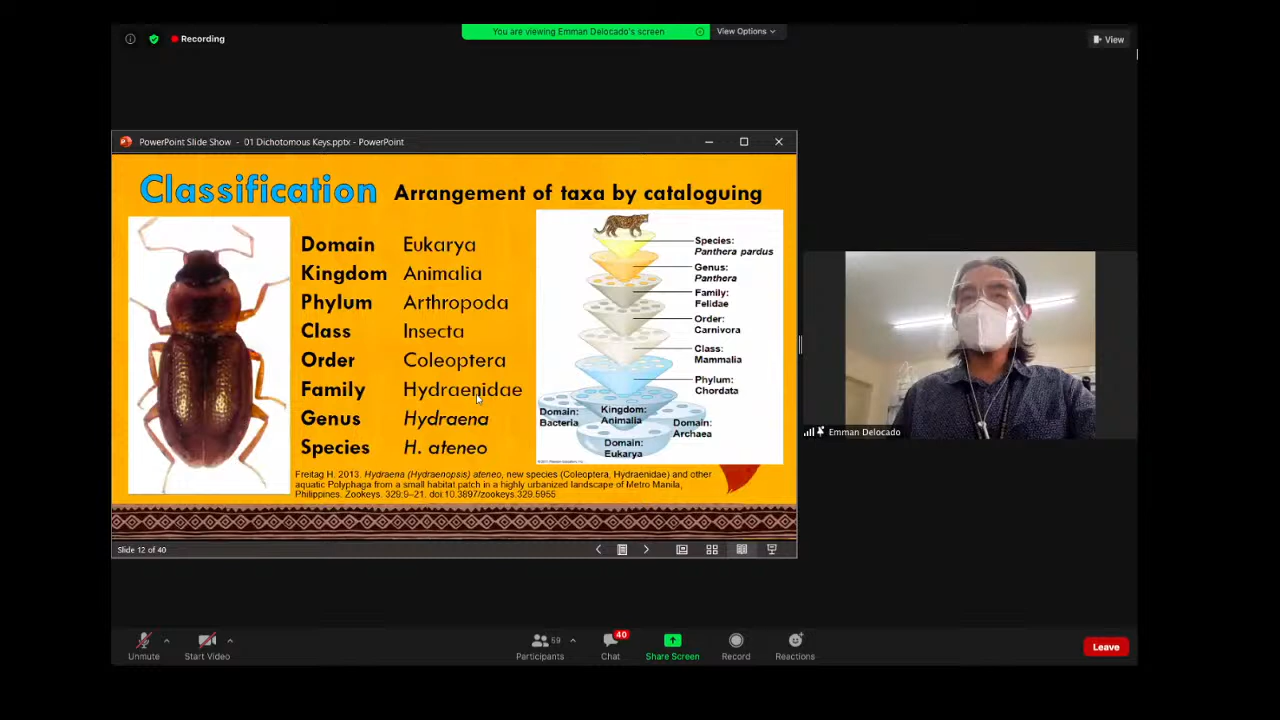 Recording
You are viewing Emman Delocado's screen
View Options
View
PowerPoint Slide Show - 01 Dichotomous Keys.pptx - PowerPoint
Classification Arrangement of taxa by cataloguing
Domain Eukarya
Kingdom Animalia
Phylum Arthropoda
Class Insecta
Order Coleoptera
Family Hydraenidae
Genus Hydraena
Species H. ateneo
Species:
Panthera pardus
Genus:
Panthera
Family:
Felidae
Order:
Carnivora
Class:
Mammalia
Phylum:
Chordata
Domain:
Bacteria
Kingdom:
Animalia
Domain:
Archaea
Domain:
Eukarya
Freitag H. 2013. Hydraena (Hydraenopsis) ateneo, new species (Coleoptera, Hydraenidae) and other
aquatic Polyphaga from a small habitat patch in a highly urbanized landscape of Metro Manila,
Philippines. Zookeys. 329:9–21. doi:10.3897/zookeys.329.5955
Slide 12 of 40
Emman Delocado
Unmute
Start Video
59
Participants
40
Chat
Share Screen
Record
Reactions
Leave